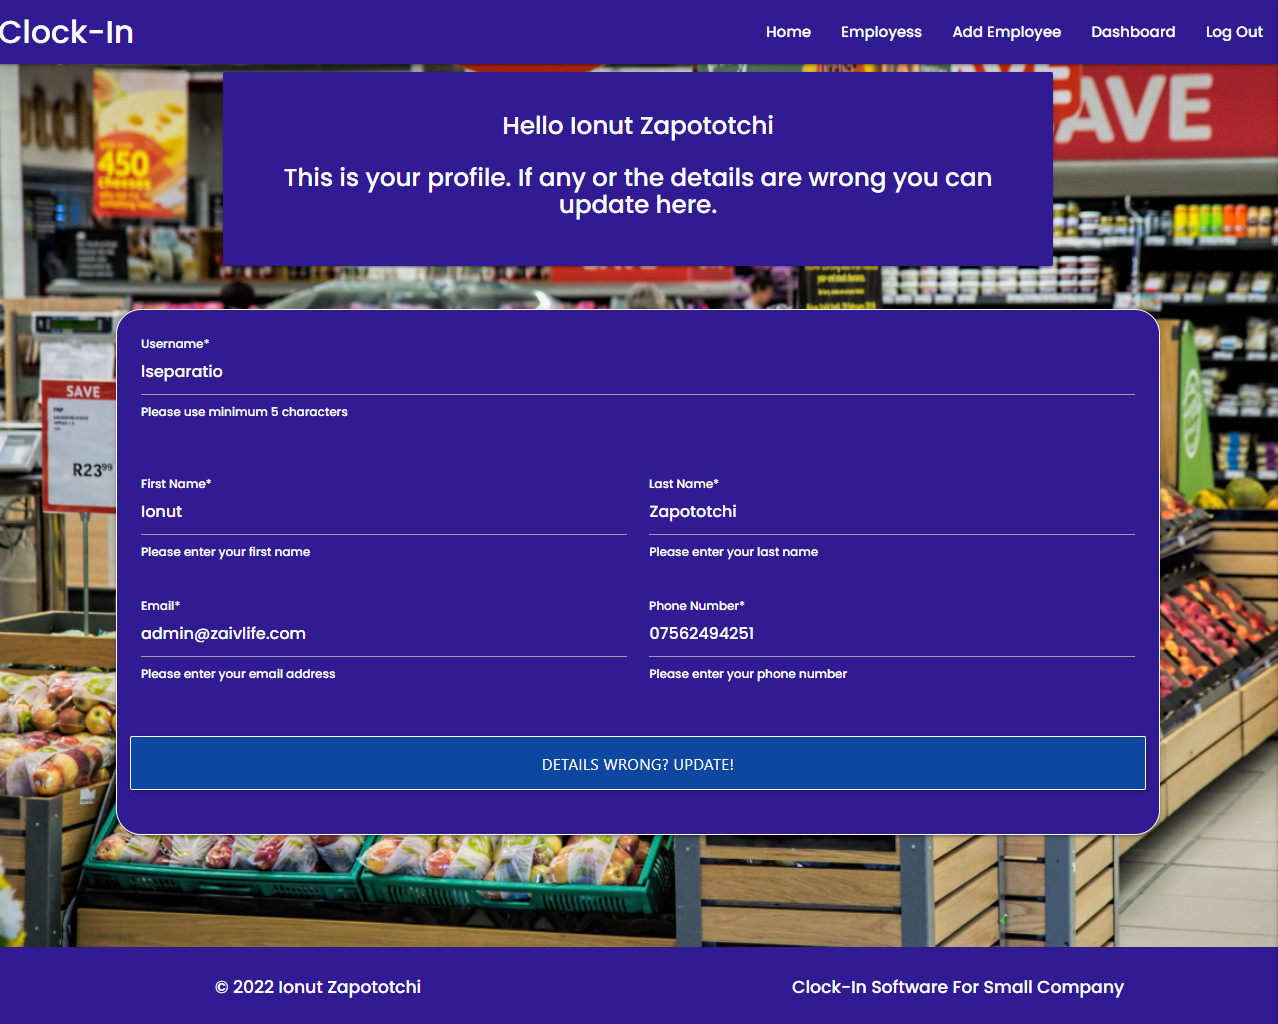 Clock-In
Home Employess Add Employee Dashboard Log Out
AVE
450
Hello Ionut Zapototchi
This is your profile. If any or the details are wrong you can
update here.
Username*
Iseparatio
Please use minimum 5 characters
SAVE
R23⁹⁹
First Name* Last Name*
Ionut Zapototchi
Please enter your first name Please enter your last name
Email* Phone Number*
admin@zaivlife.com 07562494251
Please enter your email address Please enter your phone number
DETAILS WRONG? UPDATE!
© 2022 Ionut Zapototchi Clock-In Software For Small Company